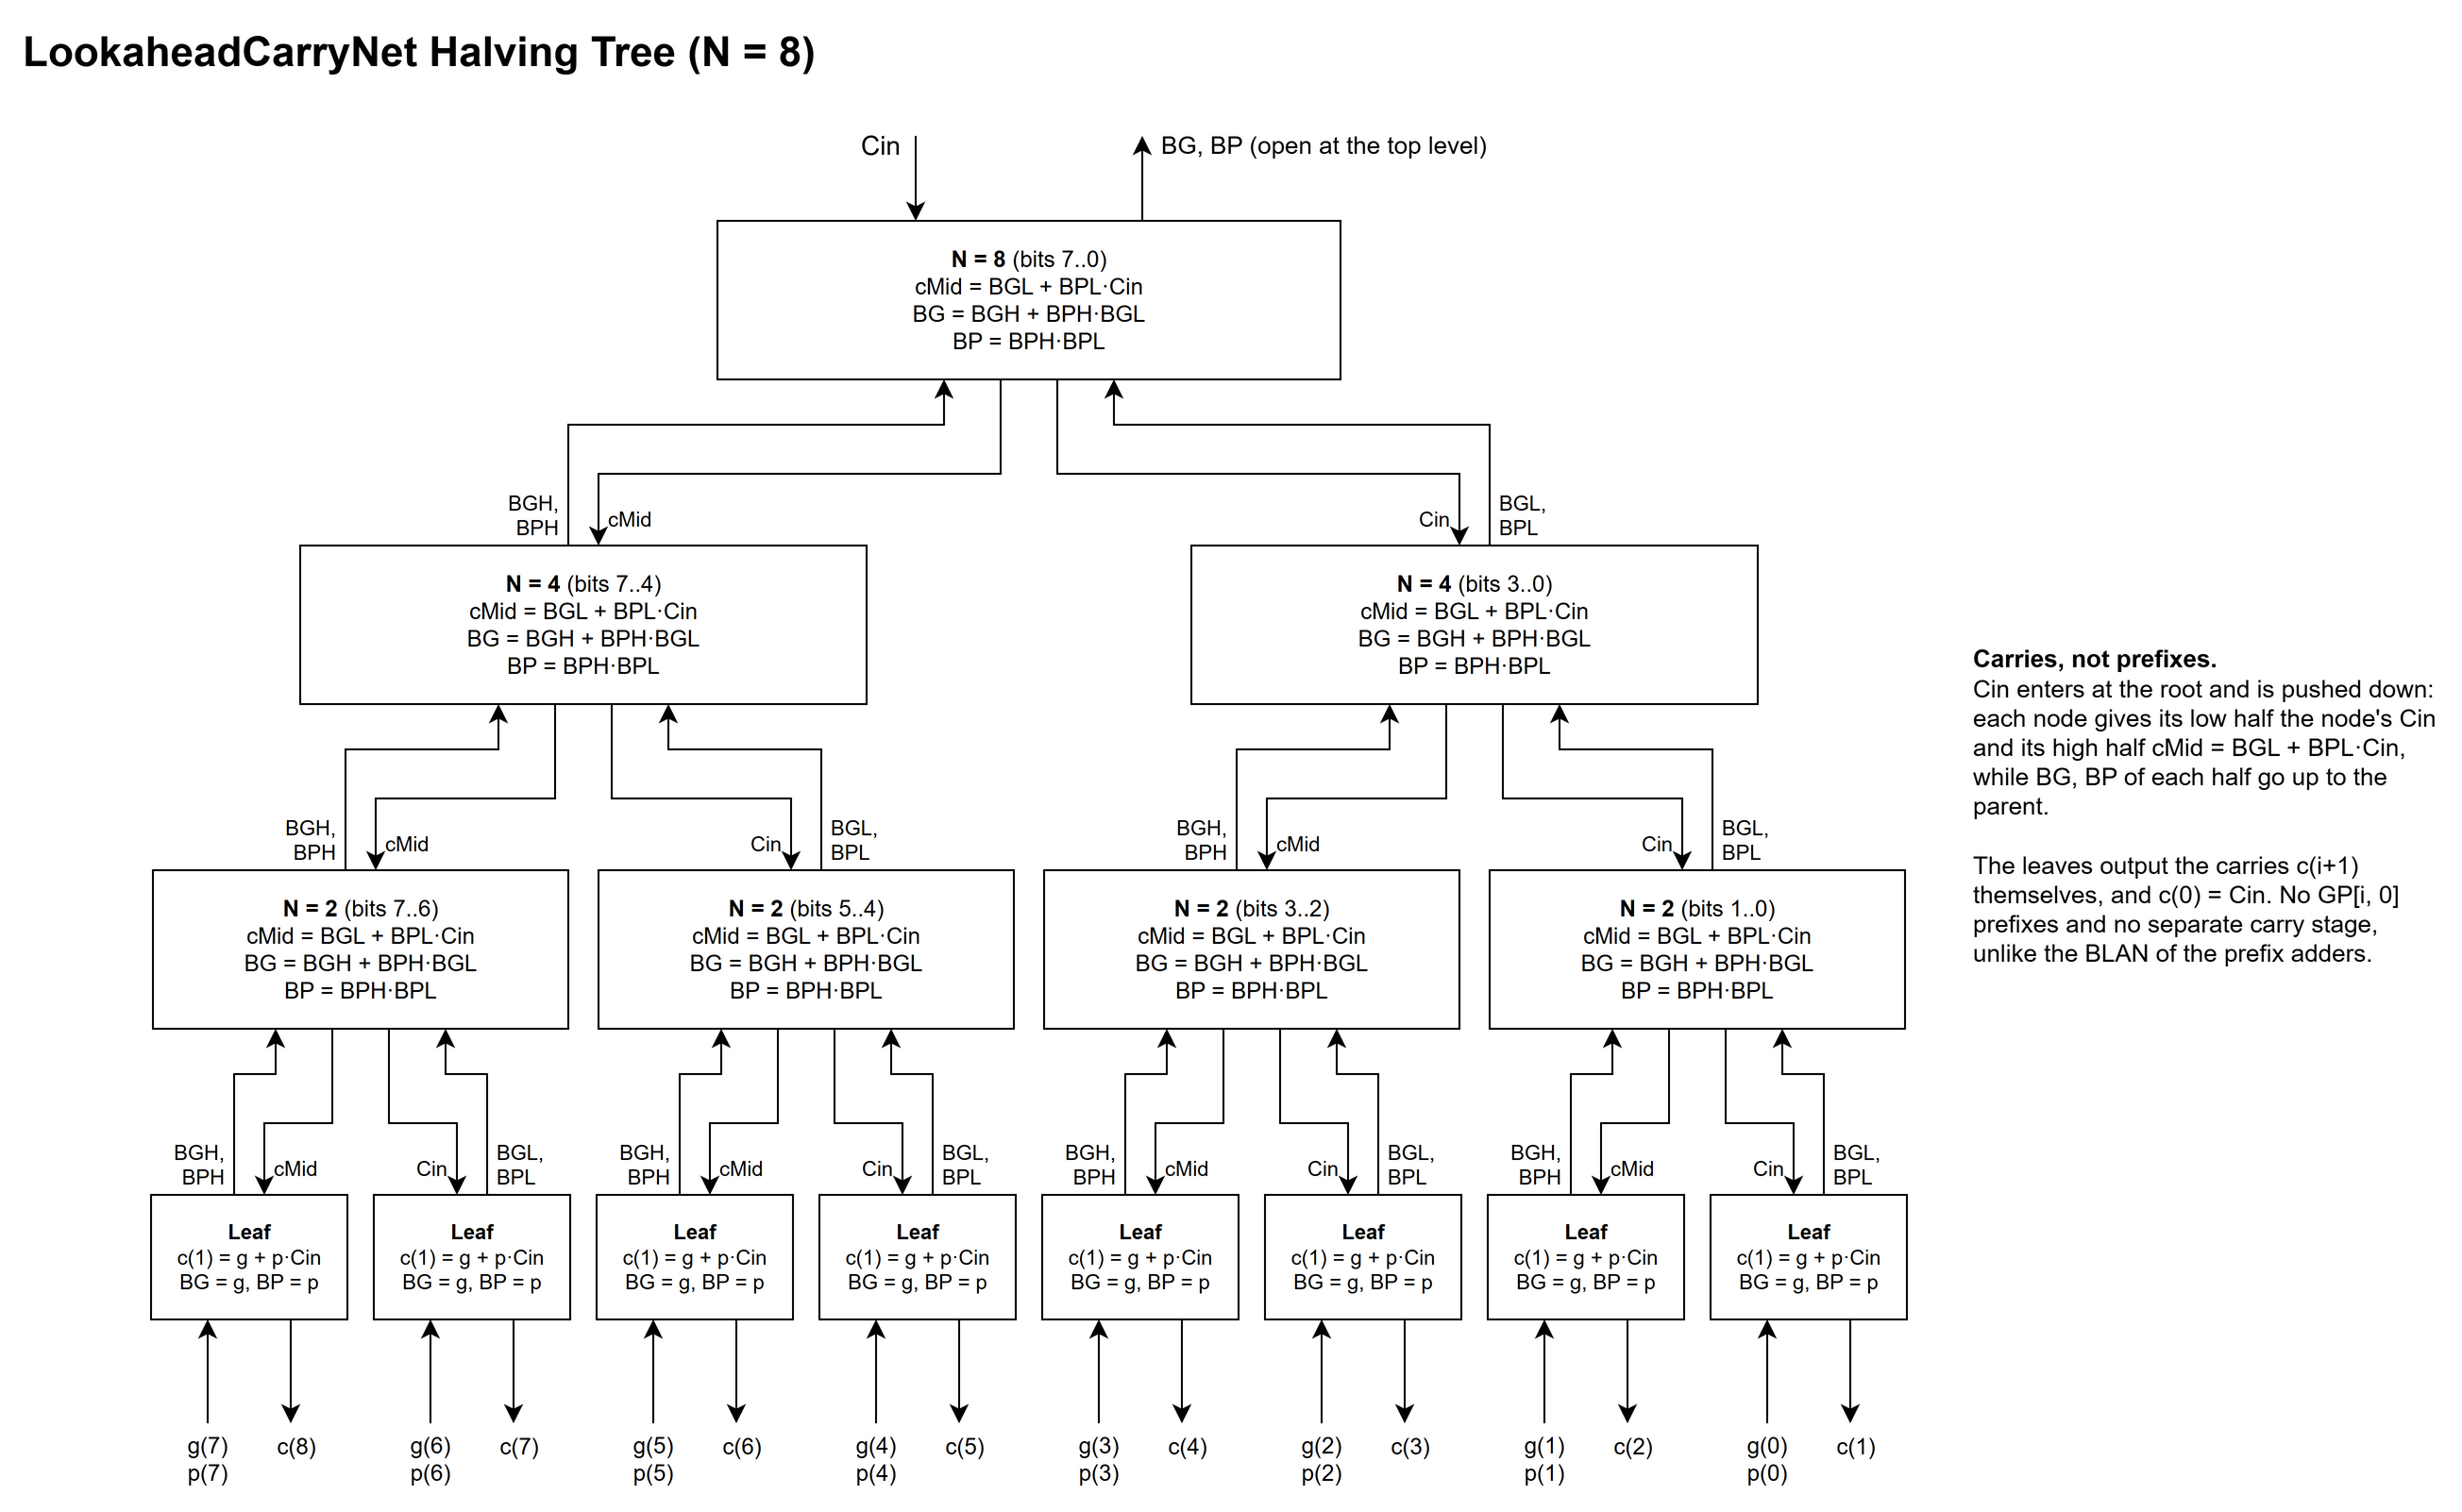 LookaheadCarryNet Halving Tree (N = 8)
Cin
BG, BP (open at the top level)
N = 8 (bits 7..0)
cMid = BGL + BPL·Cin
BG = BGH + BPH·BGL
BP = BPH·BPL
BGH,
BPH
cMid
Cin
BGL,
BPL
N = 4 (bits 7..4)
cMid = BGL + BPL·Cin
BG = BGH + BPH·BGL
BP = BPH·BPL
N = 4 (bits 3..0)
cMid = BGL + BPL·Cin
BG = BGH + BPH·BGL
BP = BPH·BPL
Carries, not prefixes.
Cin enters at the root and is pushed down:
each node gives its low half the node's Cin
and its high half cMid = BGL + BPL·Cin,
while BG, BP of each half go up to the
parent.
The leaves output the carries c(i+1)
themselves, and c(0) = Cin. No GP[i, 0]
prefixes and no separate carry stage,
unlike the BLAN of the prefix adders.
BGH,
BPH
cMid
Cin
BGL,
BPL
BGH,
BPH
cMid
Cin
BGL,
BPL
N = 2 (bits 7..6)
cMid = BGL + BPL·Cin
BG = BGH + BPH·BGL
BP = BPH·BPL
N = 2 (bits 5..4)
cMid = BGL + BPL·Cin
BG = BGH + BPH·BGL
BP = BPH·BPL
N = 2 (bits 3..2)
cMid = BGL + BPL·Cin
BG = BGH + BPH·BGL
BP = BPH·BPL
N = 2 (bits 1..0)
cMid = BGL + BPL·Cin
BG = BGH + BPH·BGL
BP = BPH·BPL
BGH,
BPH
cMid
Cin
BGL,
BPL
BGH,
BPH
cMid
Cin
BGL,
BPL
BGH,
BPH
cMid
Cin
BGL,
BPL
BGH,
BPH
cMid
Cin
BGL,
BPL
Leaf
c(1) = g + p·Cin
BG = g, BP = p
Leaf
c(1) = g + p·Cin
BG = g, BP = p
Leaf
c(1) = g + p·Cin
BG = g, BP = p
Leaf
c(1) = g + p·Cin
BG = g, BP = p
Leaf
c(1) = g + p·Cin
BG = g, BP = p
Leaf
c(1) = g + p·Cin
BG = g, BP = p
Leaf
c(1) = g + p·Cin
BG = g, BP = p
Leaf
c(1) = g + p·Cin
BG = g, BP = p
g(7)
p(7)
c(8)
g(6)
p(6)
c(7)
g(5)
p(5)
c(6)
g(4)
p(4)
c(5)
g(3)
p(3)
c(4)
g(2)
p(2)
c(3)
g(1)
p(1)
c(2)
g(0)
p(0)
c(1)